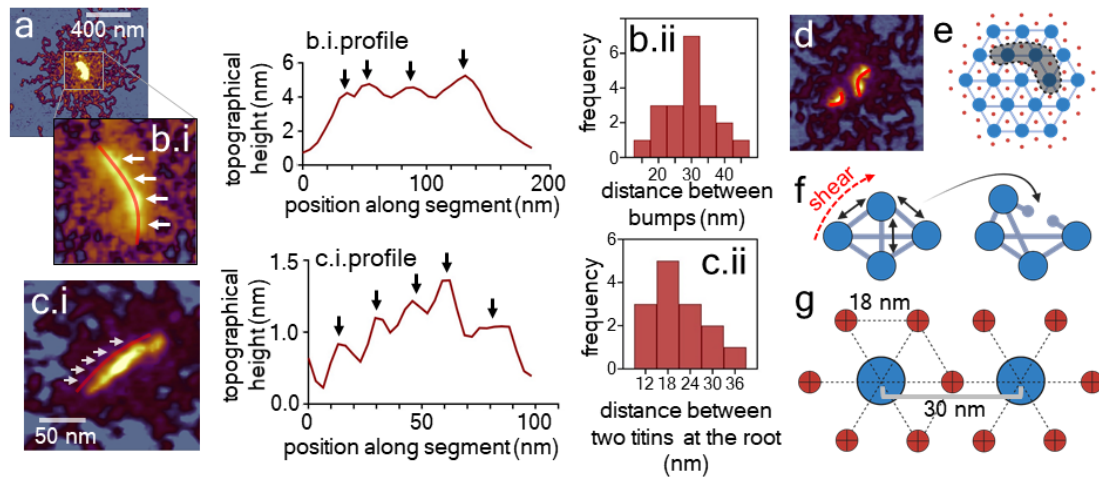 a
400 nm
b.i
b.i.profile
6
4
2
0
topographical
height (nm)
0
100
200
position along segment (nm)
b.ii
frequency
6
4
2
0
20
30
40
distance between
bumps (nm)
c.i
50 nm
c.i.profile
1.5
1.0
0.0
topographical
height (nm)
0
50
100
position along segment (nm)
c.ii
frequency
6
4
2
0
12 18 24 30 36
distance between
two titins at the root
(nm)
d
e
f
shear
g
18 nm
30 nm